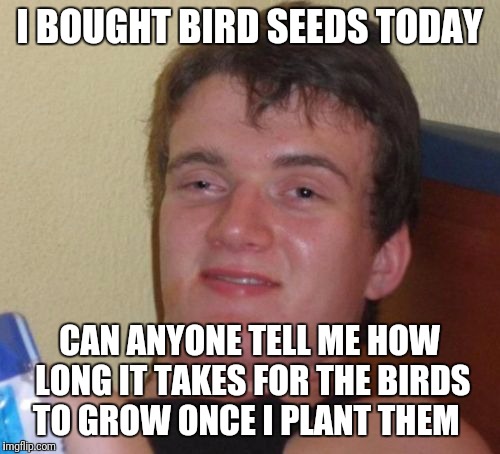 I BOUGHT BIRD SEEDS TODAY
CAN ANYONE TELL ME HOW
LONG IT TAKES FOR THE BIRDS
TO GROW ONCE I PLANT THEM
imgflip.com